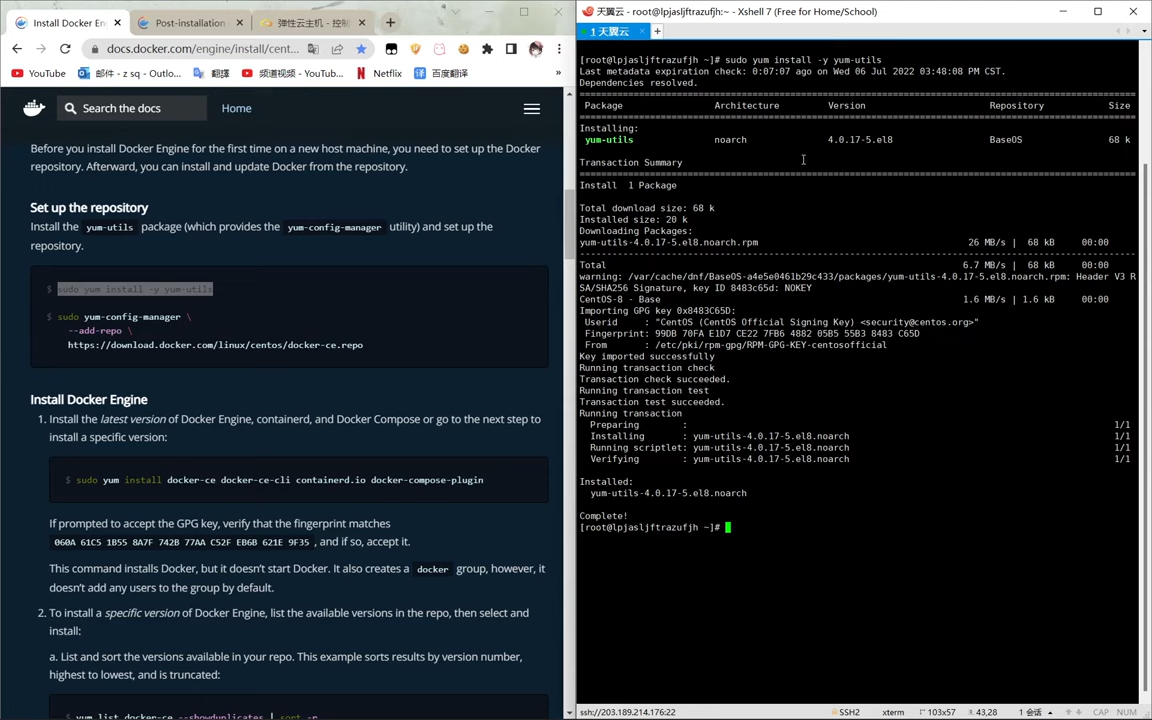 Install Docker En
Post-installation
弹性云主机 - 控制
docs.docker.com/engine/install/cent...
YouTube
邮件 - z sq - Outlo...
翻譯
频道视频 - YouTub...
Netflix
百度翻译
»
Search the docs
Home
Before you install Docker Engine for the first time on a new host machine, you need to set up the Docker
repository. Afterward, you can install and update Docker from the repository.
Set up the repository
Install the yum-utils package (which provides the yum-config-manager utility) and set up the
repository.
$ sudo yum install -y yum-utils
$ sudo yum-config-manager \
--add-repo \
https://download.docker.com/linux/centos/docker-ce.repo
Install Docker Engine
1. Install the latest version of Docker Engine, containerd, and Docker Compose or go to the next step to
install a specific version:
$ sudo yum install docker-ce docker-ce-cli containerd.io docker-compose-plugin
If prompted to accept the GPG key, verify that the fingerprint matches
060A 61C5 1B55 8A7F 742B 77AA C52F EB6B 621E 9F35 , and if so, accept it.
This command installs Docker, but it doesn't start Docker. It also creates a docker group, however, it
doesn't add any users to the group by default.
2. To install a specific version of Docker Engine, list the available versions in the repo, then select and
install:
a. List and sort the versions available in your repo. This example sorts results by version number,
highest to lowest, and is truncated:
$ yum list docker-ce --showduplicates | sort -r
天翼云 - root@lpjasljftrazufjh:~ - Xshell 7 (Free for Home/School)
1 天翼云
[root@lpjasljftrazufjh ~]# sudo yum install -y yum-utils
Last metadata expiration check: 0:07:07 ago on Wed 06 Jul 2022 03:48:08 PM CST.
Dependencies resolved.
Package Architecture Version Repository Size
Installing:
yum-utils noarch 4.0.17-5.el8 BaseOS 68 k
Transaction Summary
Install 1 Package
Total download size: 68 k
Installed size: 20 k
Downloading Packages:
yum-utils-4.0.17-5.el8.noarch.rpm 26 MB/s | 68 kB 00:00
Total 6.7 MB/s | 68 kB 00:00
warning: /var/cache/dnf/BaseOS-a4e5e0461b29c433/packages/yum-utils-4.0.17-5.el8.noarch.rpm: Header V3 R
SA/SHA256 Signature, key ID 8483c65d: NOKEY
CentOS-8 - Base 1.6 MB/s | 1.6 kB 00:00
Importing GPG key 0x8483C65D:
Userid : "CentOS (CentOS Official Signing Key) <security@centos.org>"
Fingerprint: 99DB 70FA E1D7 CE22 7FB6 4882 05B5 55B3 8483 C65D
From : /etc/pki/rpm-gpg/RPM-GPG-KEY-centosofficial
Key imported successfully
Running transaction check
Transaction check succeeded.
Running transaction test
Transaction test succeeded.
Running transaction
Preparing : 1/1
Installing : yum-utils-4.0.17-5.el8.noarch 1/1
Running scriptlet: yum-utils-4.0.17-5.el8.noarch 1/1
Verifying : yum-utils-4.0.17-5.el8.noarch 1/1
Installed:
yum-utils-4.0.17-5.el8.noarch
Complete!
[root@lpjasljftrazufjh ~]#
ssh://203.189.214.176:22
SSH2
xterm
103x57
43,28
1 会话
CAP
NUM